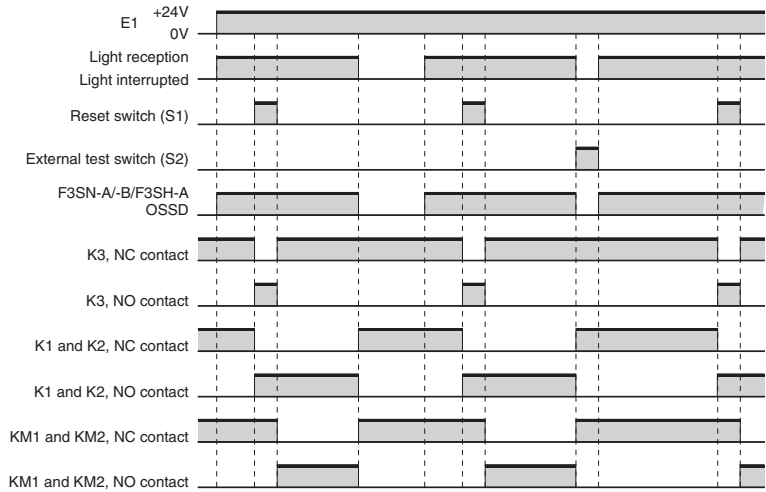 E1
+24V
0V
Light reception
Light interrupted
Reset switch (S1)
External test switch (S2)
F3SN-A/-B/F3SH-A
OSSD
K3, NC contact
K3, NO contact
K1 and K2, NC contact
K1 and K2, NO contact
KM1 and KM2, NC contact
KM1 and KM2, NO contact